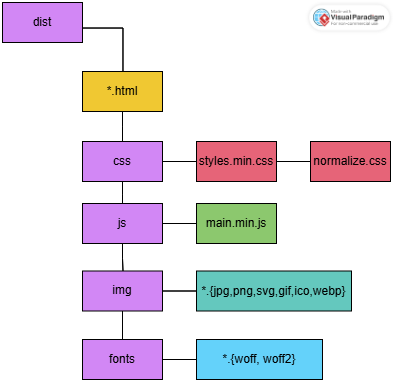 dist
Made with
Visual Paradigm
For non-commercial use
*.html
css
styles.min.css
normalize.css
js
main.min.js
img
*.{jpg,png,svg,gif,ico,webp}
fonts
*.{woff, woff2}